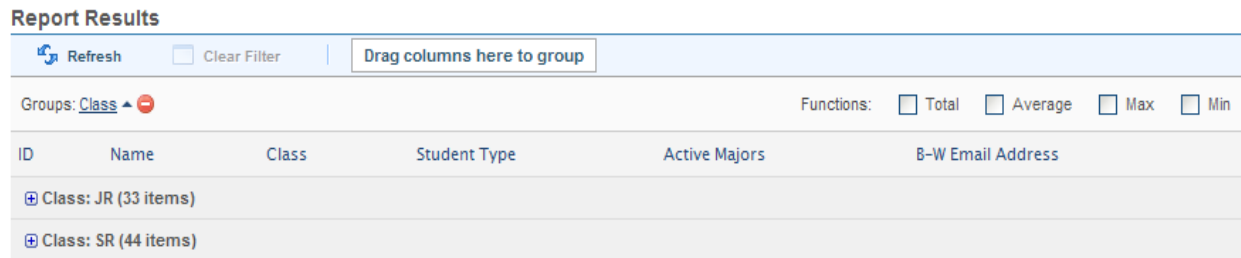 Report Results
Refresh Clear Filter Drag columns here to group
Groups: Class Functions: Total Average Max Min
ID Name Class Student Type Active Majors B-W Email Address
Class: JR (33 items)
Class: SR (44 items)